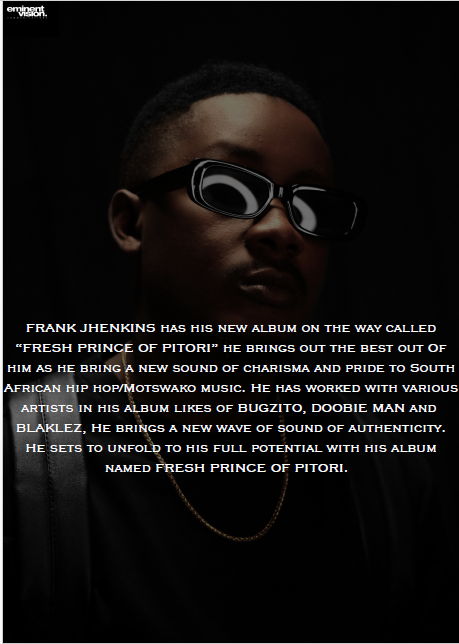 eminent
vision.
FRANK JHENKINS HAS HIS NEW ALBUM ON THE WAY CALLED
“FRESH PRINCE OF PITORI” HE BRINGS OUT THE BEST OUT OF
HIM AS HE BRING A NEW SOUND OF CHARISMA AND PRIDE TO SOUTH
AFRICAN HIP HOP/MOTSWAKO MUSIC. HE HAS WORKED WITH VARIOUS
ARTISTS IN HIS ALBUM LIKES OF BUGZITO, DOOBIE MAN AND
BLAKLEZ, HE BRINGS A NEW WAVE OF SOUND OF AUTHENTICITY.
HE SETS TO UNFOLD TO HIS FULL POTENTIAL WITH HIS ALBUM
NAMED FRESH PRINCE OF PITORI.